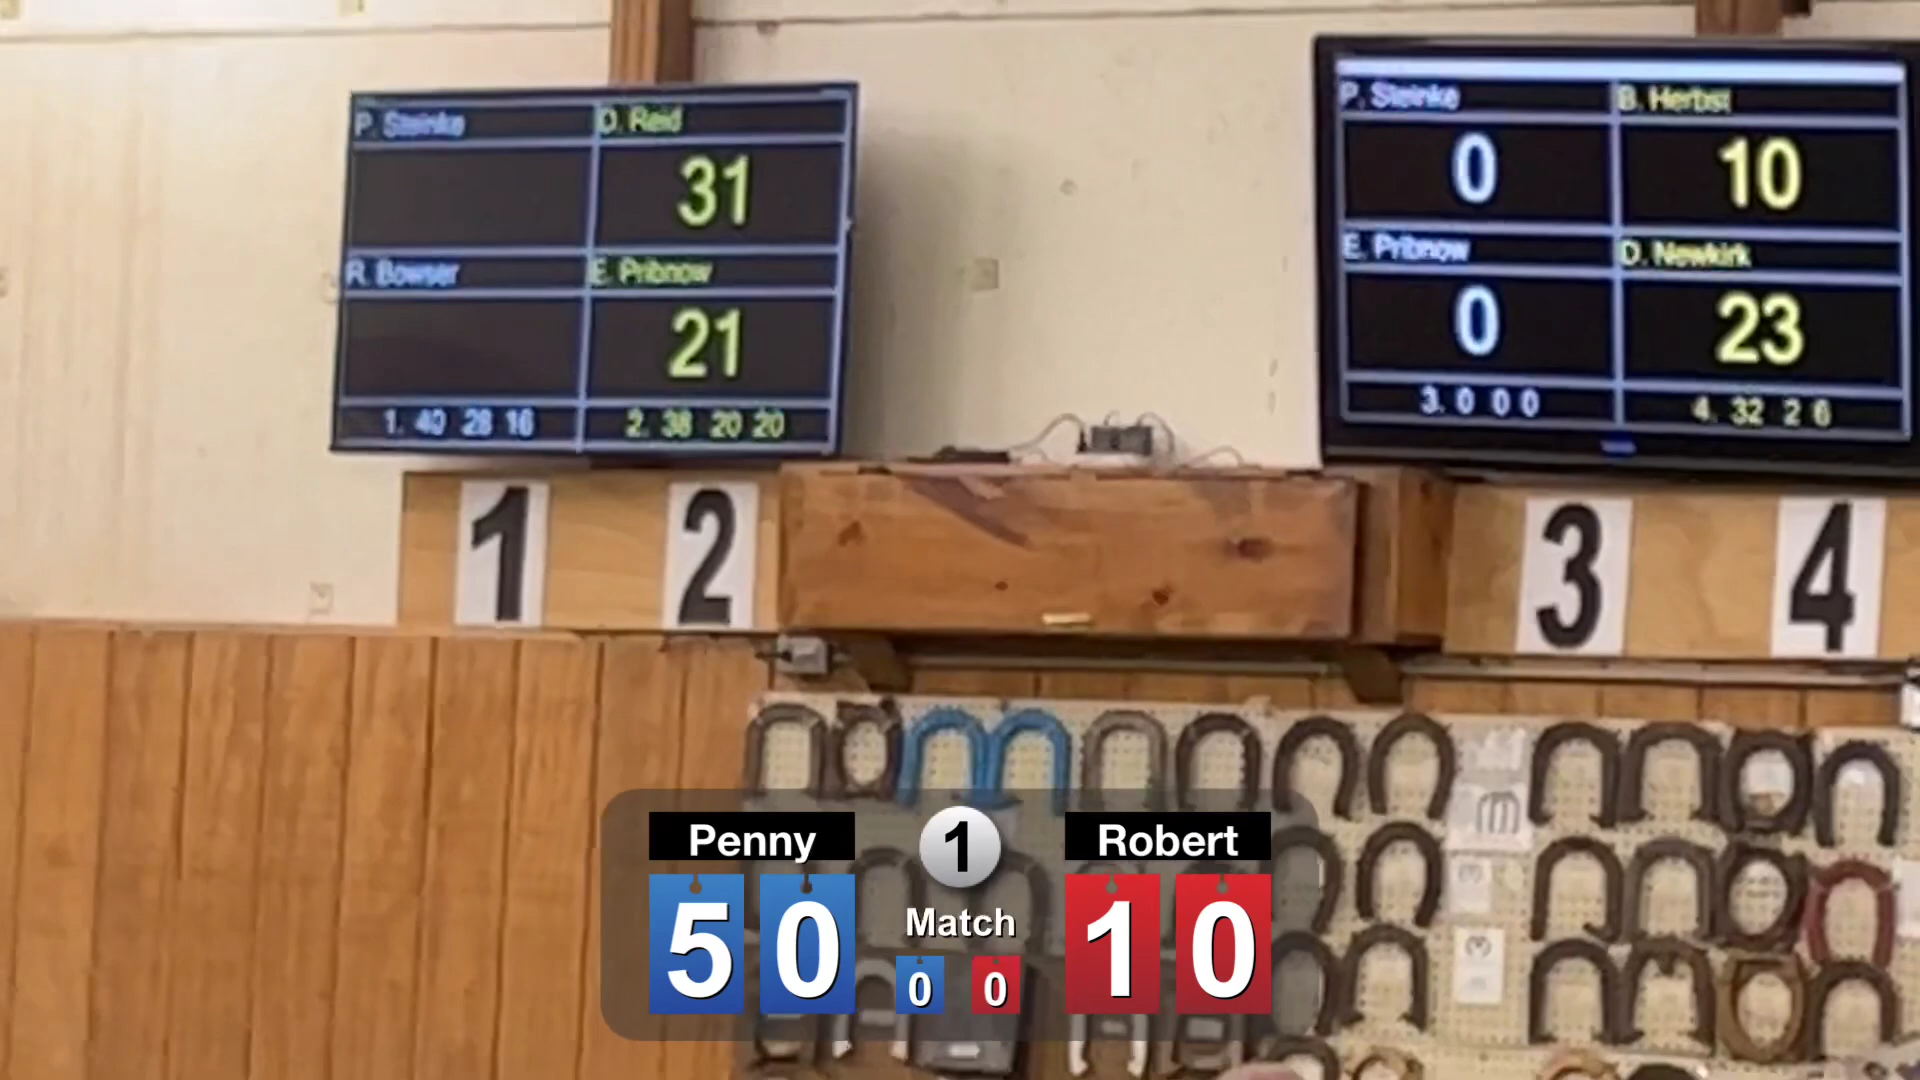 P. Steinke D. Reid
31
R. Bowser E. Pribnow
21
1. 40 28 16 2. 38 20 20
P. Steinke B. Herbst
0 10
E. Pribnow D. Newkirk
0 23
3. 0 0 0 4. 32 2 6
1 2 3 4
Penny 1 Robert
50 Match 10
0 0